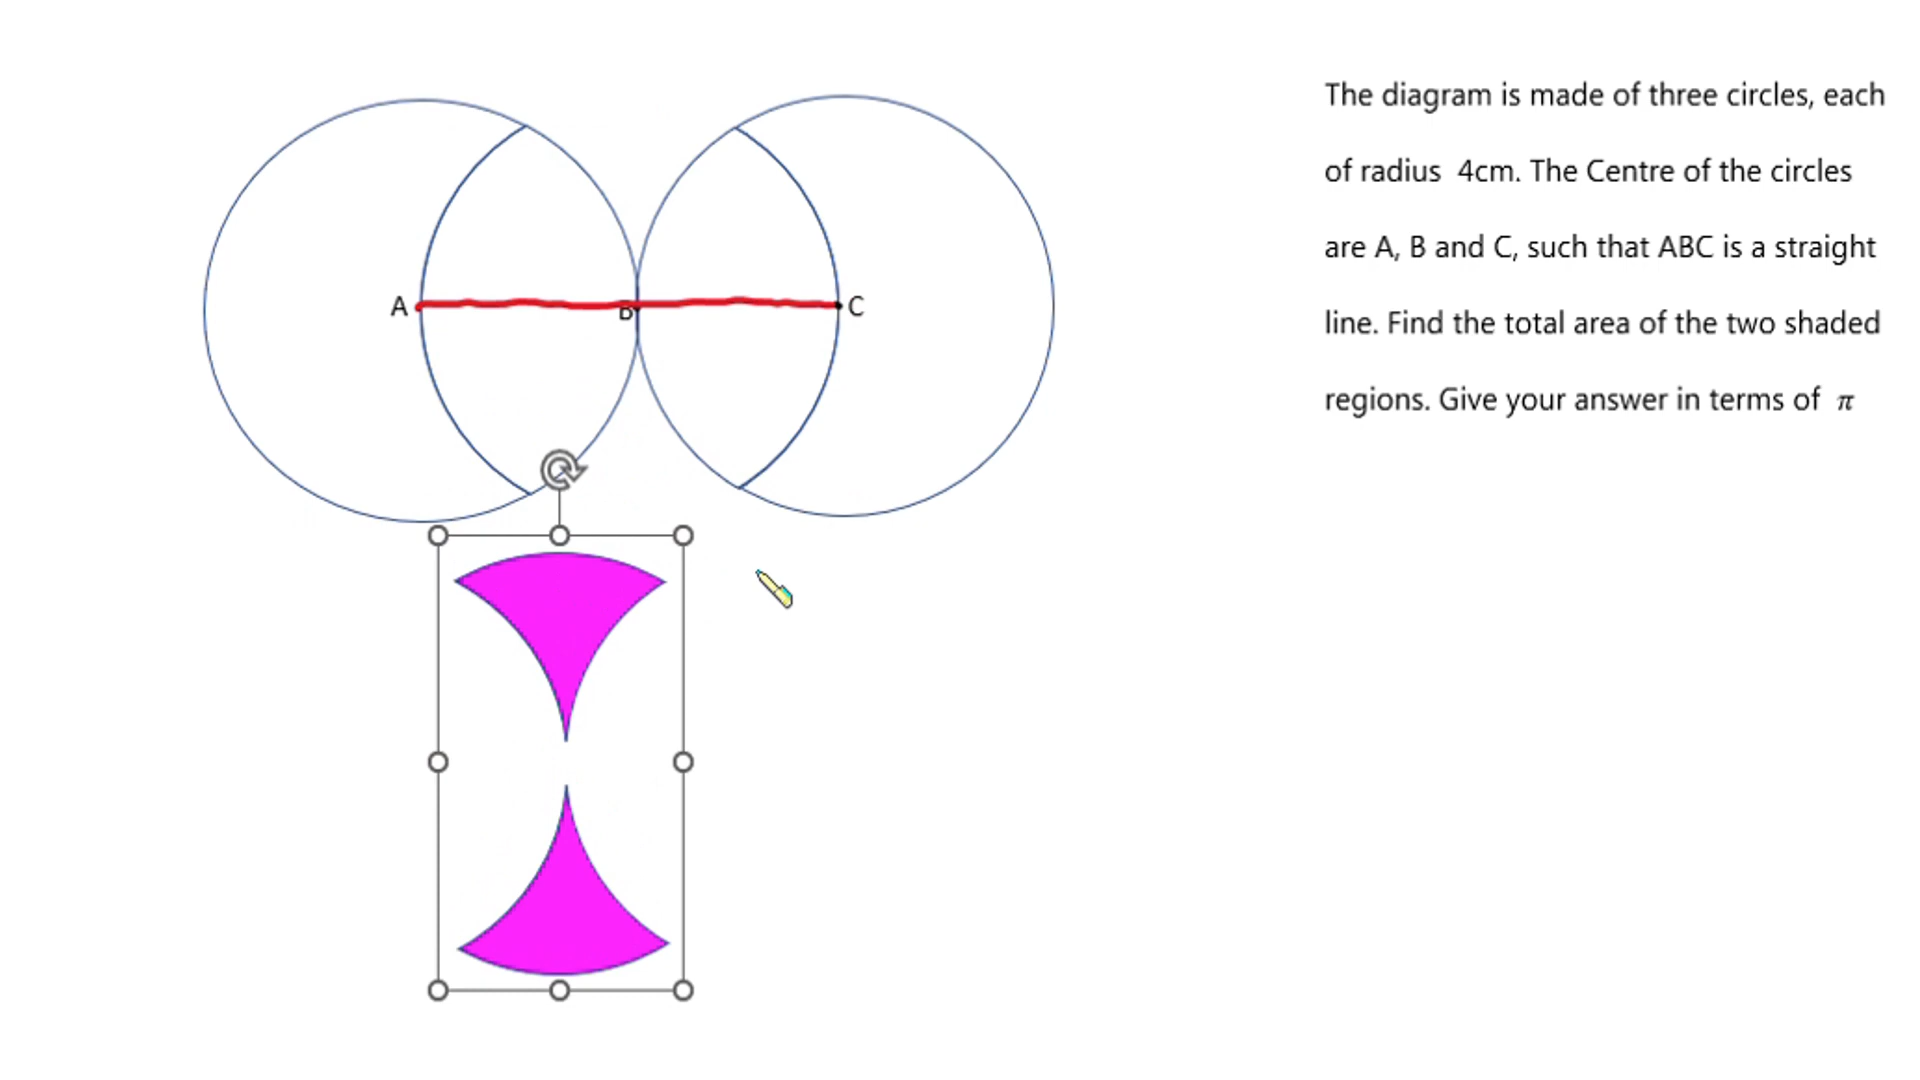 The diagram is made of three circles, each
of radius 4cm. The Centre of the circles
are A, B and C, such that ABC is a straight
line. Find the total area of the two shaded
regions. Give your answer in terms of π
A
B
C